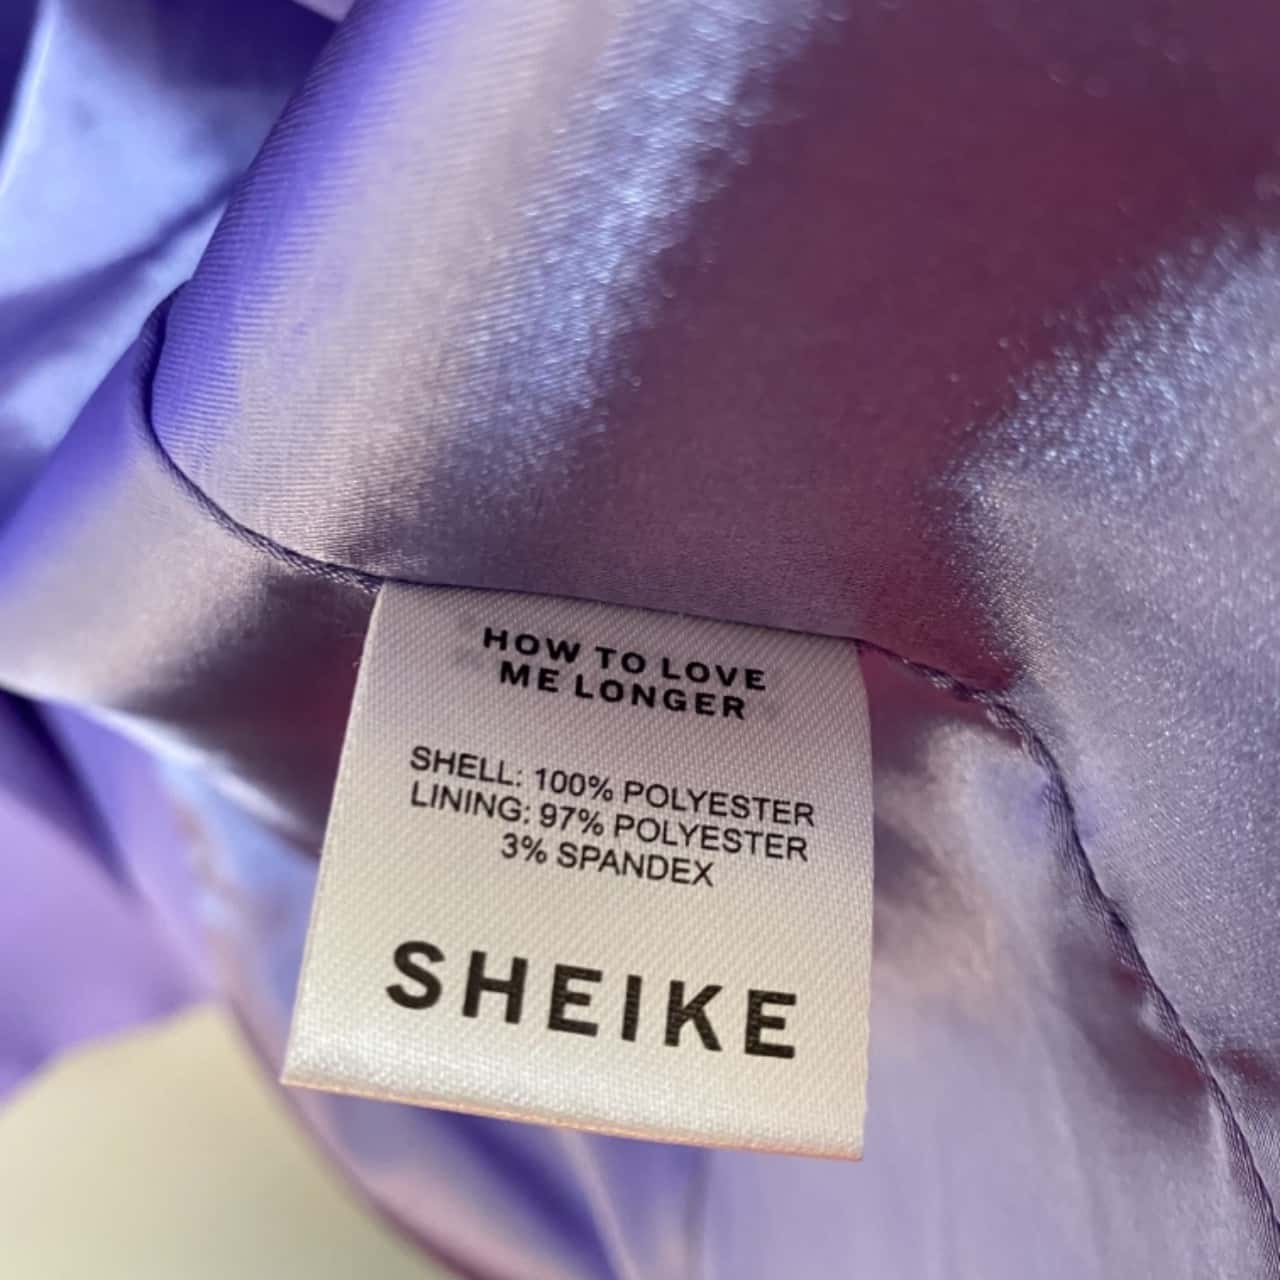 HOW TO LOVE
ME LONGER
SHELL: 100% POLYESTER
LINING: 97% POLYESTER
3% SPANDEX
SHEIKE